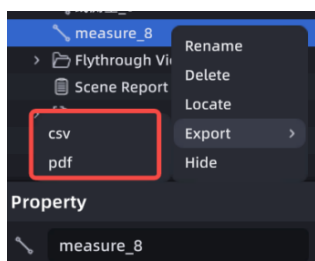 measure_8
Rename
Flythrough Vi
Delete
Scene Report
Locate
csv
Export
pdf
Hide
Property
measure_8